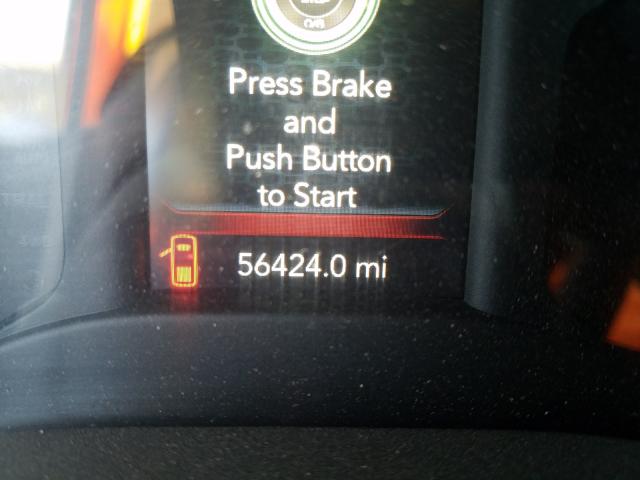 Press Brake
and
Push Button
to Start
56424.0 mi